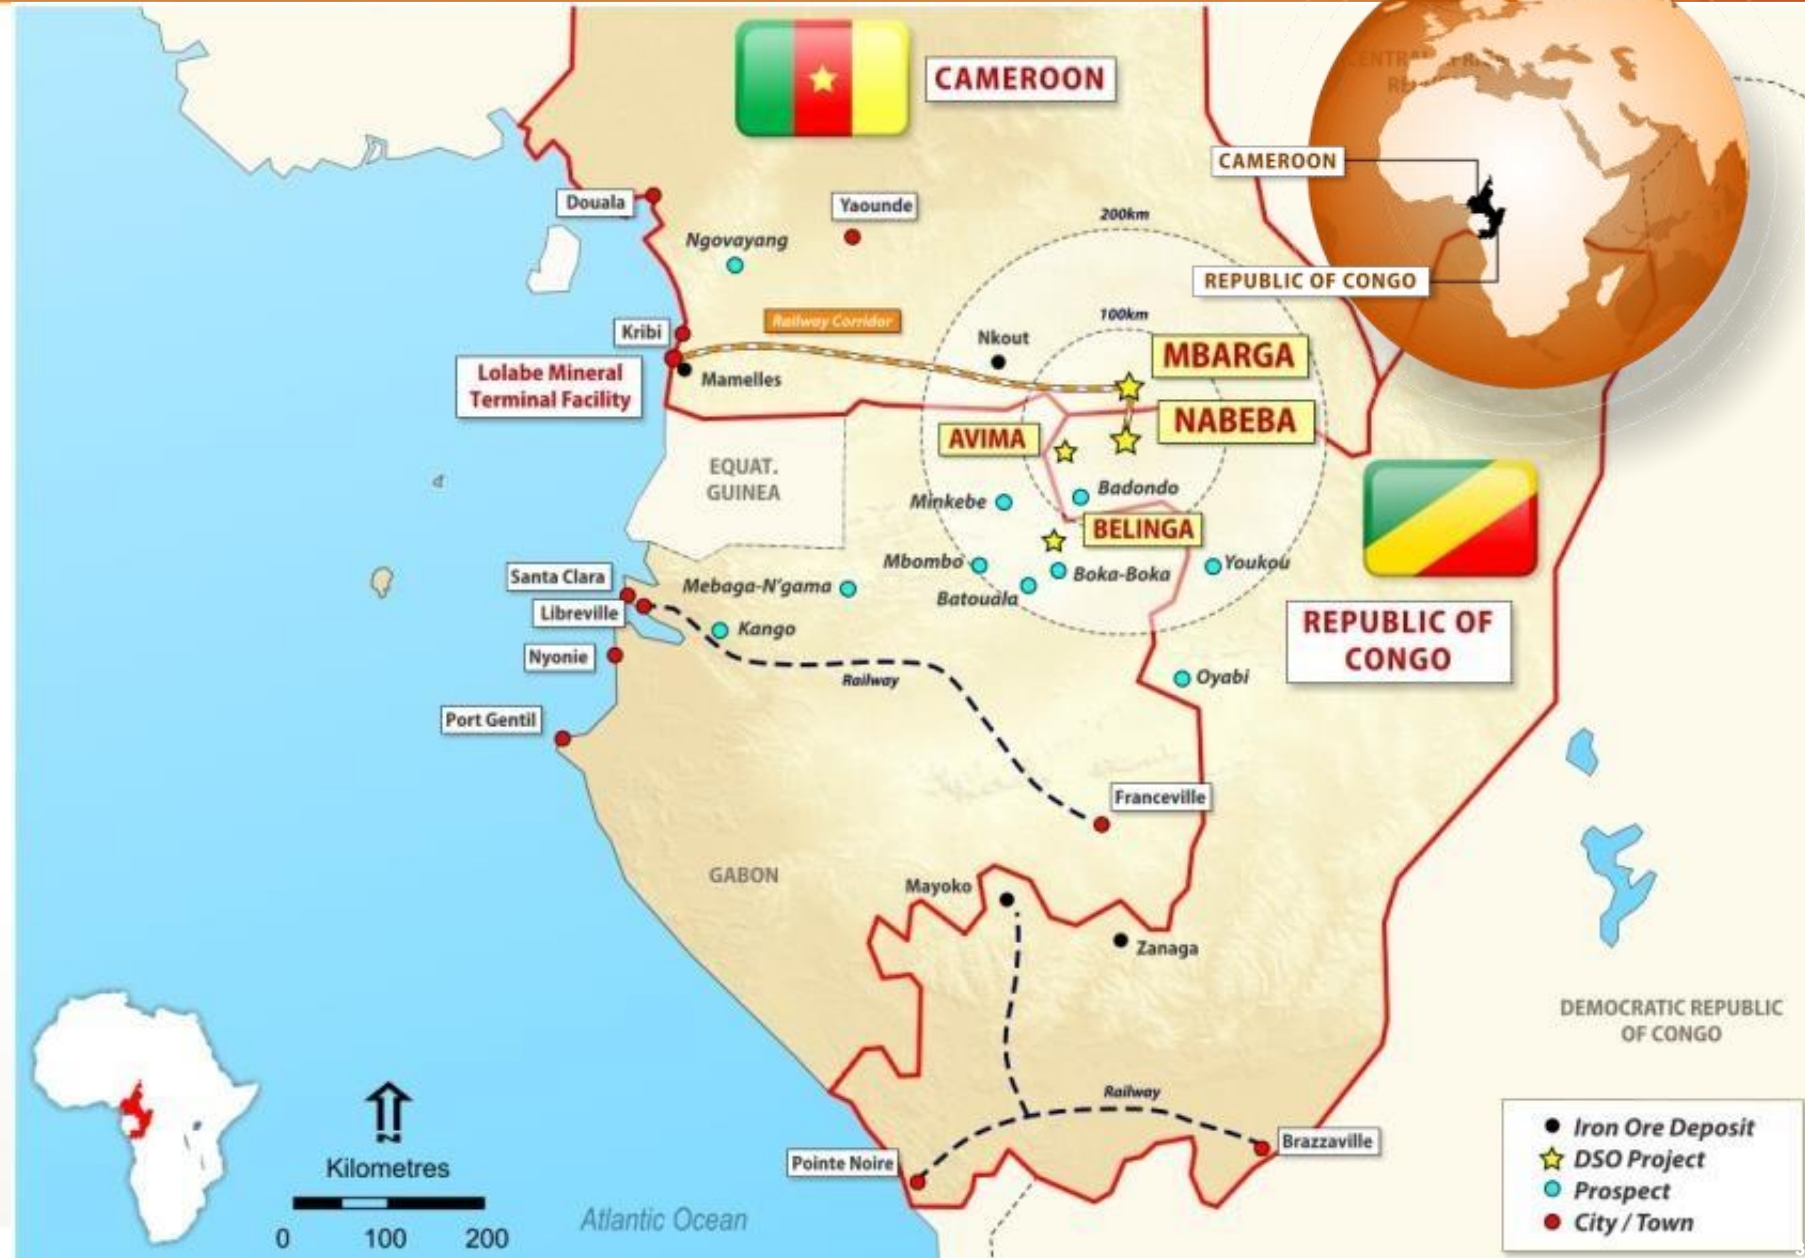 CENTRAL AFRICAN
CAMEROON
CAMEROON
REPUBLIC OF CONGO
Douala
Yaounde
200km
Ngovayang
Railway Corridor
100km
Kribi
Nkout
MBARGA
Lolabe Mineral
Terminal Facility
Mamelles
NABEBA
AVIMA
EQUAT.
GUINEA
Minkebe
Badondo
BELINGA
Mbombo
Boka-Boka
Youkou
Santa Clara
Mebaga-N'gama
Batouala
Libreville
Kango
REPUBLIC OF
CONGO
Nyonie
Railway
Oyabi
Port Gentil
Franceville
GABON
Mayoko
Zanaga
DEMOCRATIC REPUBLIC
OF CONGO
Railway
Brazzaville
Pointe Noire
Kilometres
0 100 200
Atlantic Ocean
Iron Ore Deposit
DSO Project
Prospect
City / Town